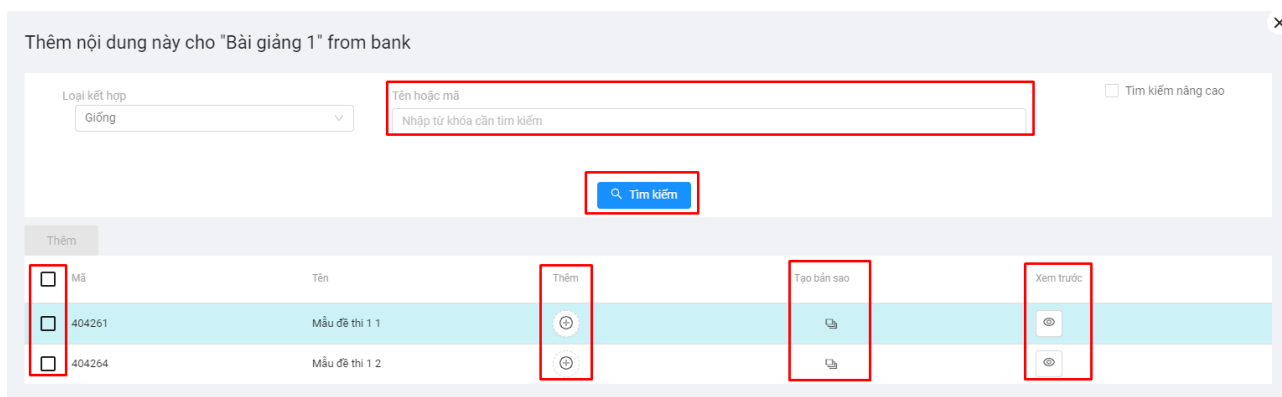 Thêm nội dung này cho "Bài giảng 1" from bank
Loại kết hợp
Tên hoặc mã
Tìm kiếm nâng cao
Giống
Nhập từ khóa cần tìm kiếm
Tìm kiếm
Thêm
Mã Tên Thêm Tạo bản sao Xem trước
404261 Mẫu đề thi 1 1
404264 Mẫu đề thi 1 2